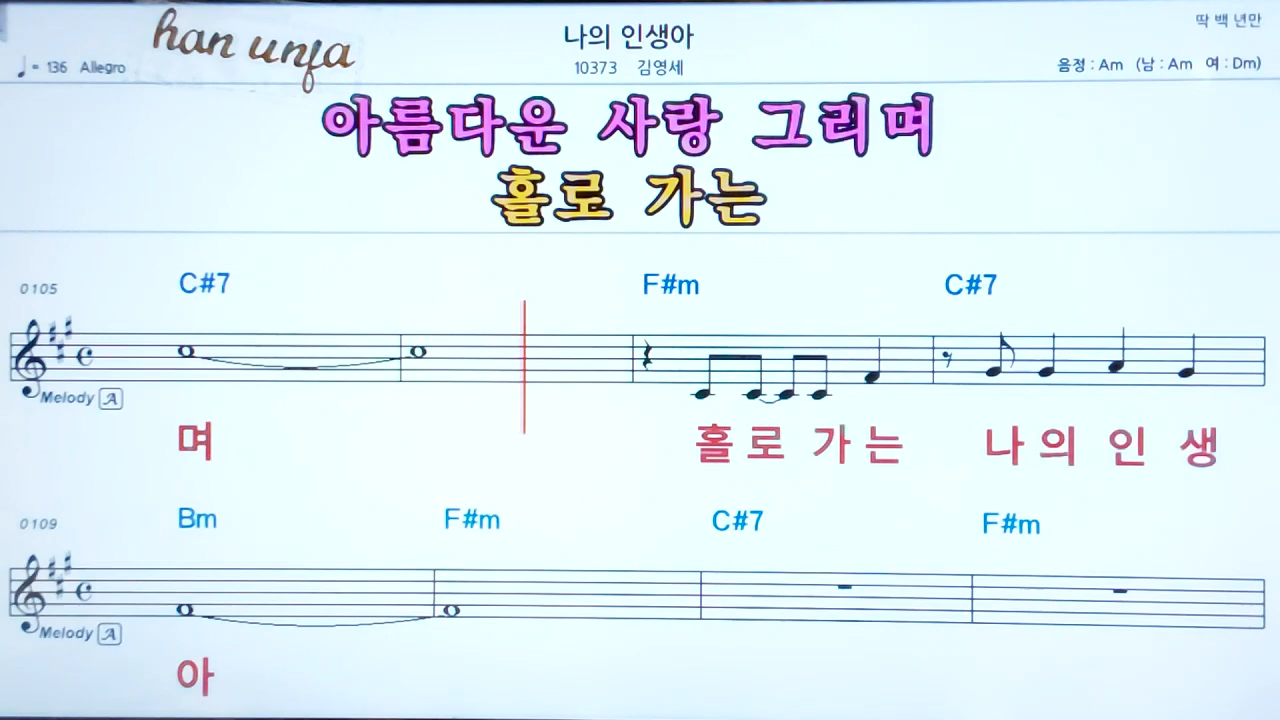 han unfa
나의 인생아
딱 백 년만
♩= 136 Allegro
10373 김영세
음정 : Am (남 : Am 여 : Dm)
아름다운 사랑 그리며
홀로 가는
0105
C#7 F#m C#7
Melody A
며 홀로 가는 나의 인 생
0109
Bm F#m C#7 F#m
Melody A
아